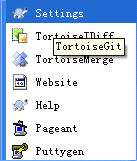 Settings
TortoiseIDiff
TortoiseGit
TortoiseMerge
Website
Help
Pageant
Puttygen